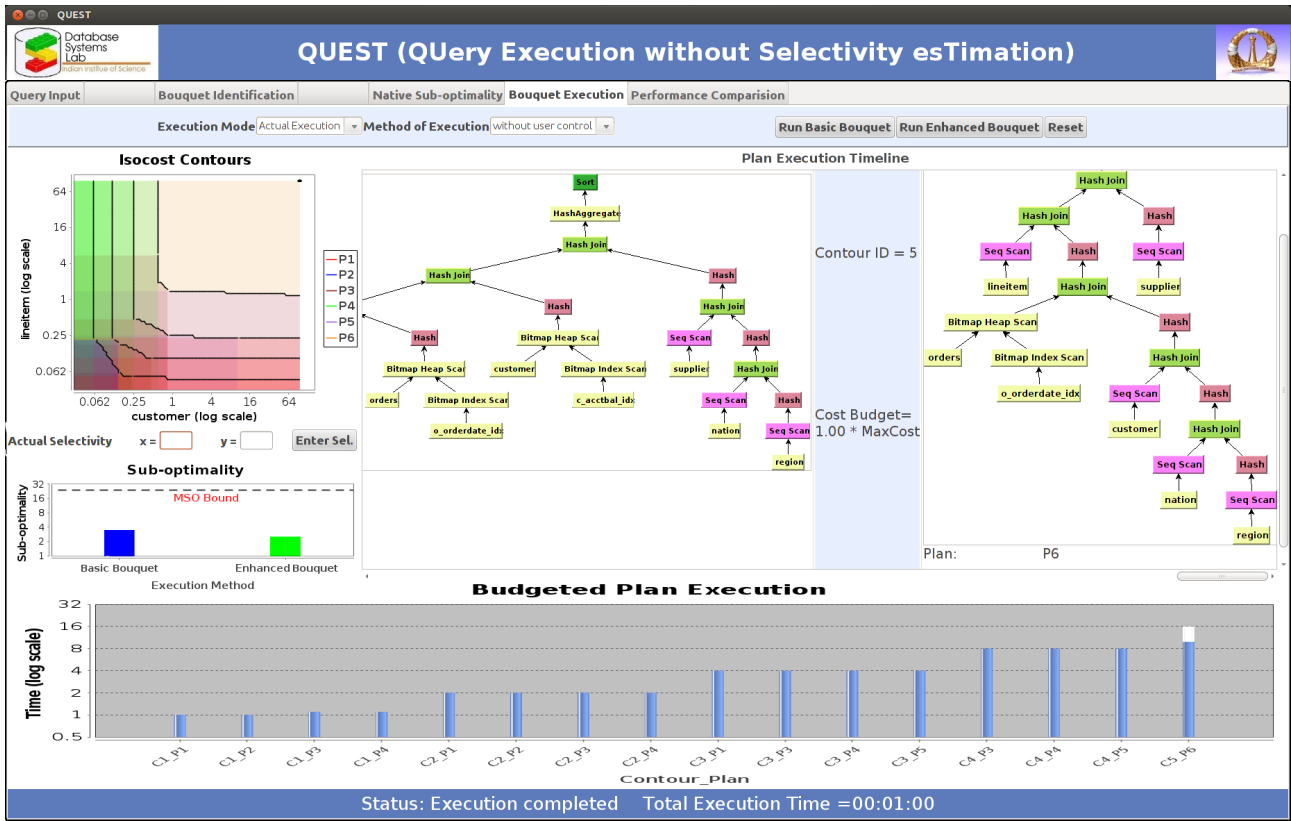 QUEST
Database
Systems
Lab
Indian Institue of Science
QUEST (QUery Execution without Selectivity esTimation)
Query Input
Bouquet Identification
Native Sub-optimality
Bouquet Execution
Performance Comparision
Execution Mode
Actual Execution
Method of Execution
without user control
Run Basic Bouquet
Run Enhanced Bouquet
Reset
Isocost Contours
lineitem (log scale)
64
16
4
1
0.25
0.062
0.062 0.25 1 4 16 64
customer (log scale)
P1
P2
P3
P4
P5
P6
Actual Selectivity x = y = Enter Sel.
Sub-optimality
Sub-optimality
32
16
8
4
2
1
MSO Bound
Basic Bouquet Enhanced Bouquet
Execution Method
Plan Execution Timeline
Sort
HashAggregate
Hash Join
Hash Join Hash
Hash Hash Join
Hash Bitmap Heap Scan Seq Scan Hash
Bitmap Heap Scan customer Bitmap Index Scan supplier Hash Join
orders Bitmap Index Scan c_acctbal_idx Seq Scan Hash
o_orderdate_idx nation Seq Scan
region
Contour ID = 5
Cost Budget=
1.00 * MaxCost
Hash Join
Hash Join Hash
Seq Scan Hash Seq Scan
lineitem Hash Join supplier
Bitmap Heap Scan Hash
orders Bitmap Index Scan Hash Join
o_orderdate_idx Seq Scan Hash
customer Hash Join
Seq Scan Hash
nation Seq Scan
region
Plan: P6
Budgeted Plan Execution
Time (log scale)
32
16
8
4
2
1
0.5
C1_P1 C1_P2 C1_P3 C1_P4 C2_P1 C2_P2 C2_P3 C2_P4 C3_P1 C3_P3 C3_P4 C3_P5 C4_P3 C4_P4 C4_P5 C5_P6
Contour_Plan
Status: Execution completed Total Execution Time =00:01:00